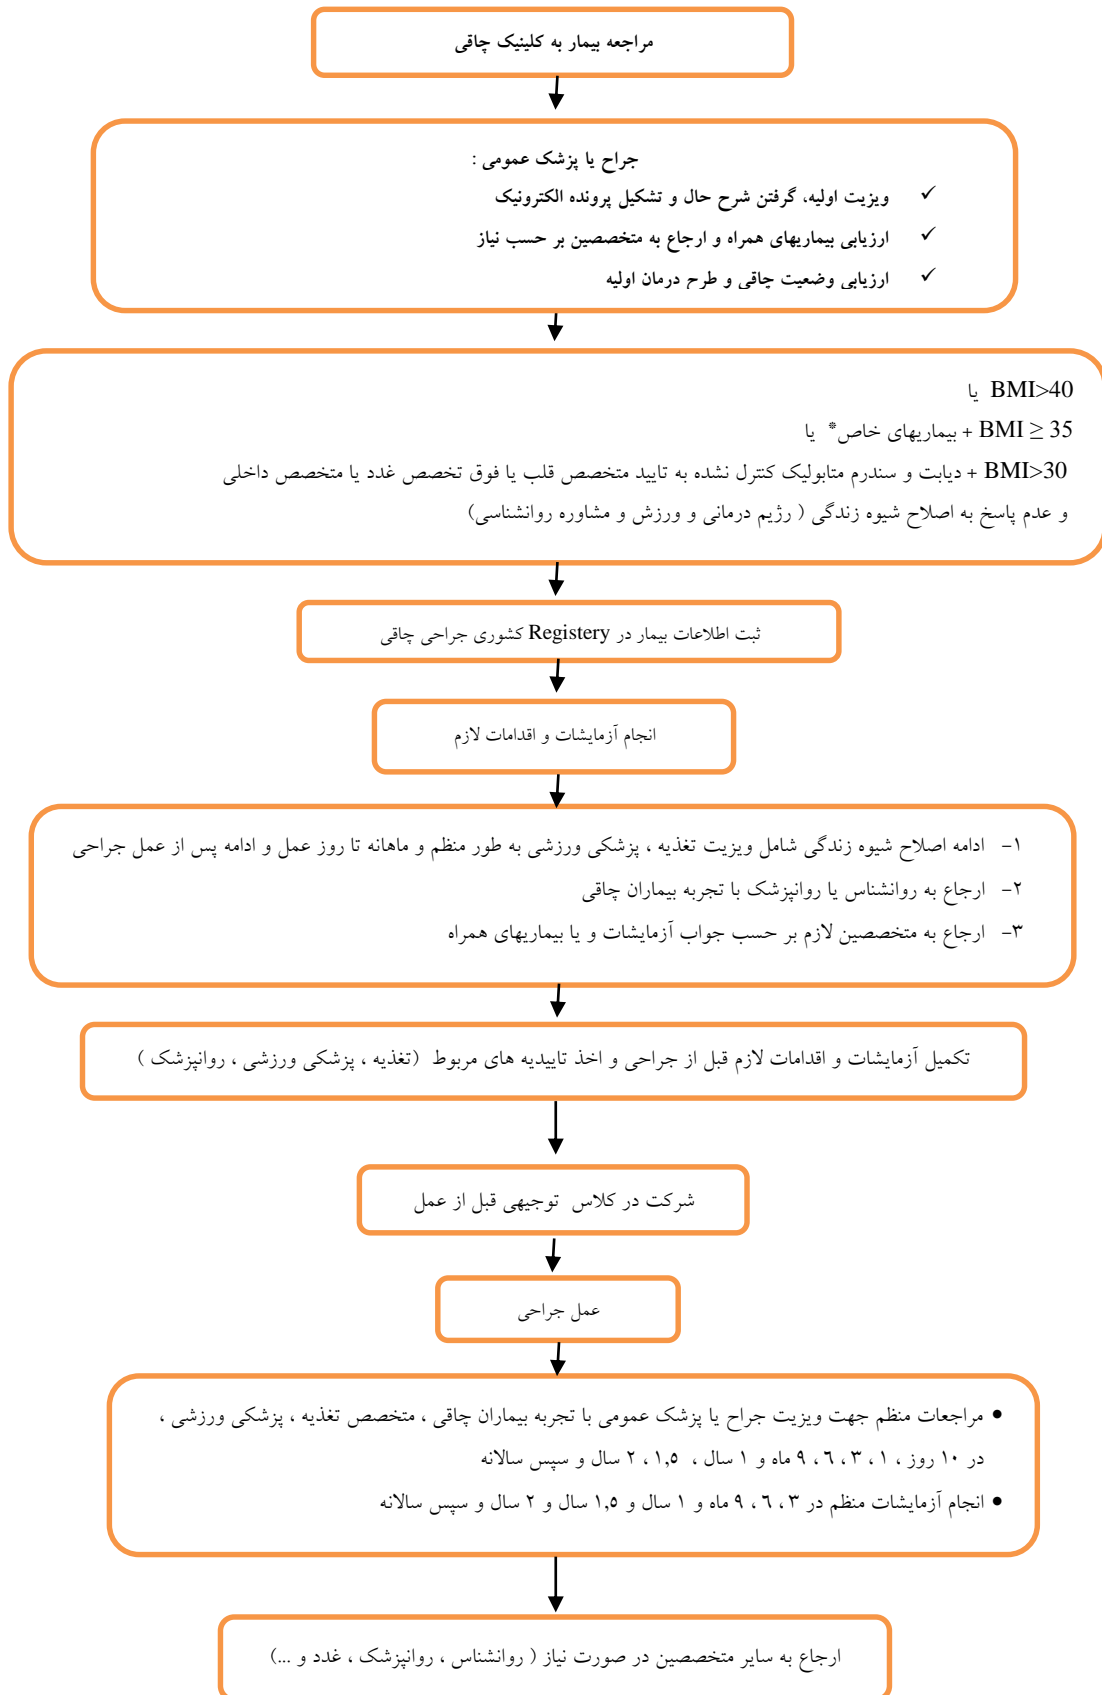 مراجعه بیمار به کلینیک چاقی
جراح یا پزشک عمومی :
✓ ویزیت اولیه، گرفتن شرح حال و تشکیل پرونده الکترونیک
✓ ارزیابی بیماریهای همراه و ارجاع به متخصصین بر حسب نیاز
✓ ارزیابی وضعیت چاقی و طرح درمان اولیه
BMI>40 یا
BMI ≥ 35 + بیماریهای خاص* یا
BMI>30 + دیابت و سندرم متابولیک کنترل نشده به تایید متخصص قلب یا فوق تخصص غدد یا متخصص داخلی
و عدم پاسخ به اصلاح شیوه زندگی ( رژیم درمانی و ورزش و مشاوره روانشناسی)
ثبت اطلاعات بیمار در Registery کشوری جراحی چاقی
انجام آزمایشات و اقدامات لازم
۱- ادامه اصلاح شیوه زندگی شامل ویزیت تغذیه ، پزشکی ورزشی به طور منظم و ماهانه تا روز عمل و ادامه پس از عمل جراحی
۲- ارجاع به روانشناس یا روانپزشک با تجربه بیماران چاقی
۳- ارجاع به متخصصین لازم بر حسب جواب آزمایشات و یا بیماریهای همراه
تکمیل آزمایشات و اقدامات لازم قبل از جراحی و اخذ تاییدیه های مربوط (تغذیه ، پزشکی ورزشی ، روانپزشک )
شرکت در کلاس توجیهی قبل از عمل
عمل جراحی
• مراجعات منظم جهت ویزیت جراح یا پزشک عمومی با تجربه بیماران چاقی ، متخصص تغذیه ، پزشکی ورزشی ،
در ۱۰ روز ، ۱ ، ۳ ، ٦ ، ۹ ماه و ۱ سال ، ۱,۵ ، ۲ سال و سپس سالانه
• انجام آزمایشات منظم در ۳ ، ٦ ، ۹ ماه و ۱ سال و ۱,۵ سال و ۲ سال و سپس سالانه
ارجاع به سایر متخصصین در صورت نیاز ( روانشناس ، روانپزشک ، غدد و ...)